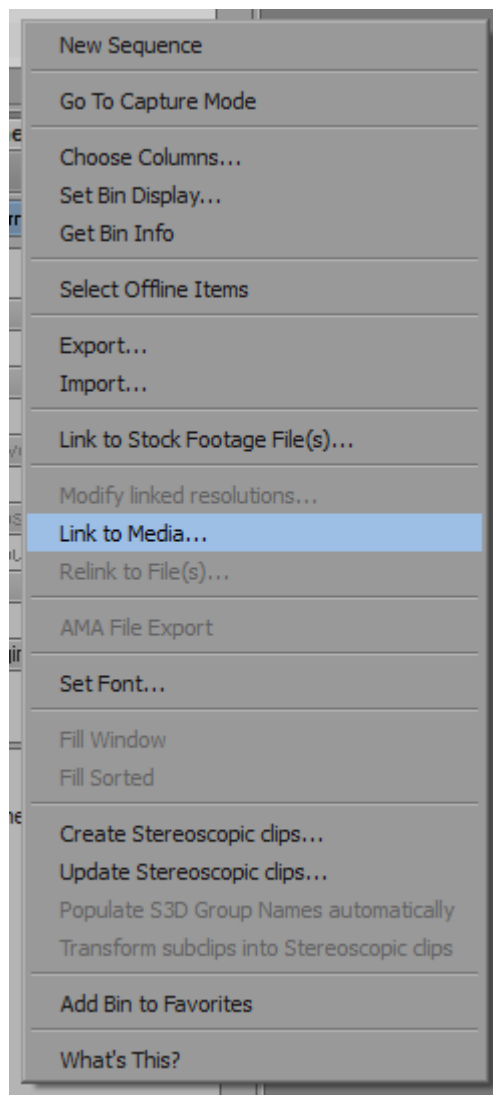 New Sequence
Go To Capture Mode
Choose Columns...
Set Bin Display...
Get Bin Info
Select Offline Items
Export...
Import...
Link to Stock Footage File(s)...
Modify linked resolutions...
Link to Media...
Relink to File(s)...
AMA File Export
Set Font...
Fill Window
Fill Sorted
Create Stereoscopic clips...
Update Stereoscopic clips...
Populate S3D Group Names automatically
Transform subclips into Stereoscopic clips
Add Bin to Favorites
What's This?